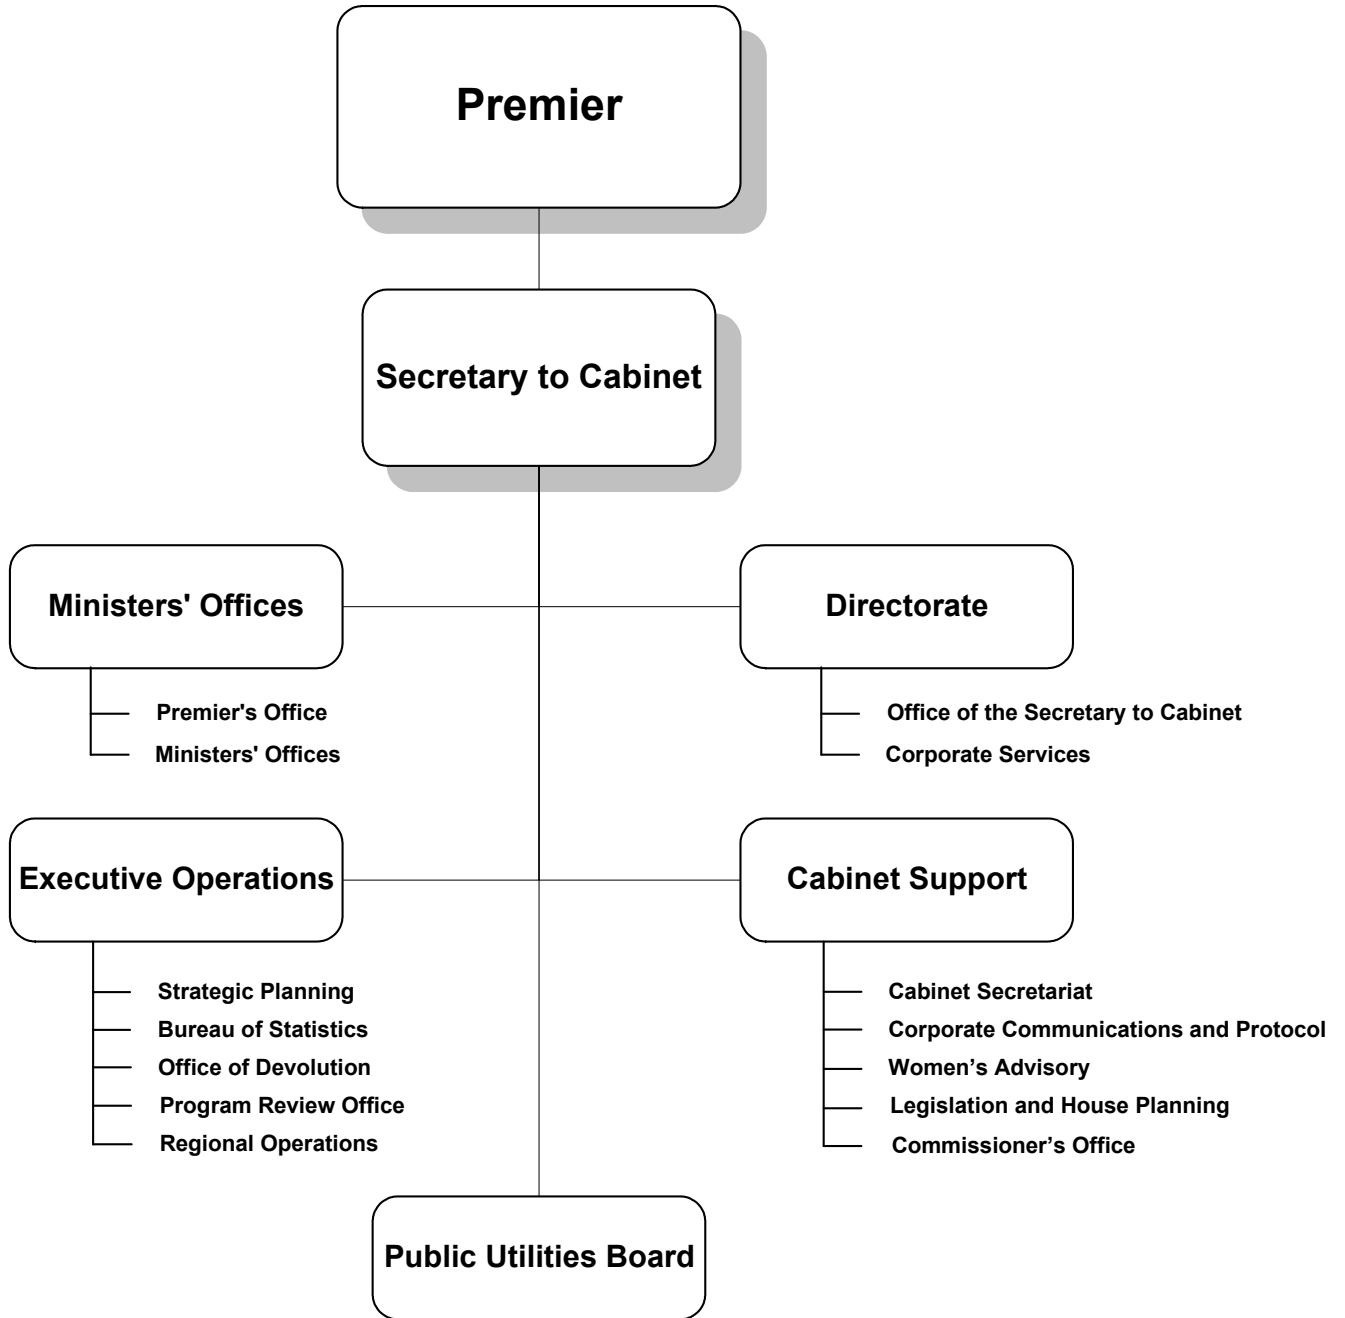 Premier
Secretary to Cabinet
Ministers' Offices
Premier's Office
Ministers' Offices
Directorate
Office of the Secretary to Cabinet
Corporate Services
Executive Operations
Strategic Planning
Bureau of Statistics
Office of Devolution
Program Review Office
Regional Operations
Cabinet Support
Cabinet Secretariat
Corporate Communications and Protocol
Women’s Advisory
Legislation and House Planning
Commissioner’s Office
Public Utilities Board